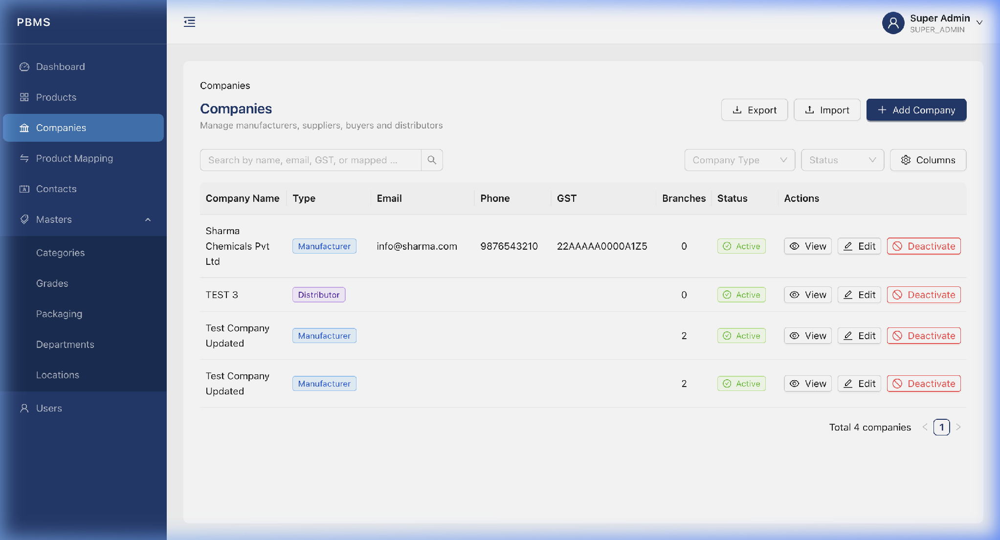 PBMS
Super Admin
SUPER_ADMIN
Dashboard
Products
Companies
Product Mapping
Contacts
Masters
Categories
Grades
Packaging
Departments
Locations
Users
Companies
Companies
Manage manufacturers, suppliers, buyers and distributors
Export
Import
+ Add Company
Search by name, email, GST, or mapped ...
Company Type
Status
Columns
Company Name Type Email Phone GST Branches Status Actions
Sharma
Chemicals Pvt
Ltd
Manufacturer info@sharma.com 9876543210 22AAAAA0000A1Z5 0 Active View Edit Deactivate
TEST 3 Distributor 0 Active View Edit Deactivate
Test Company
Updated
Manufacturer 2 Active View Edit Deactivate
Test Company
Updated
Manufacturer 2 Active View Edit Deactivate
Total 4 companies < 1 >